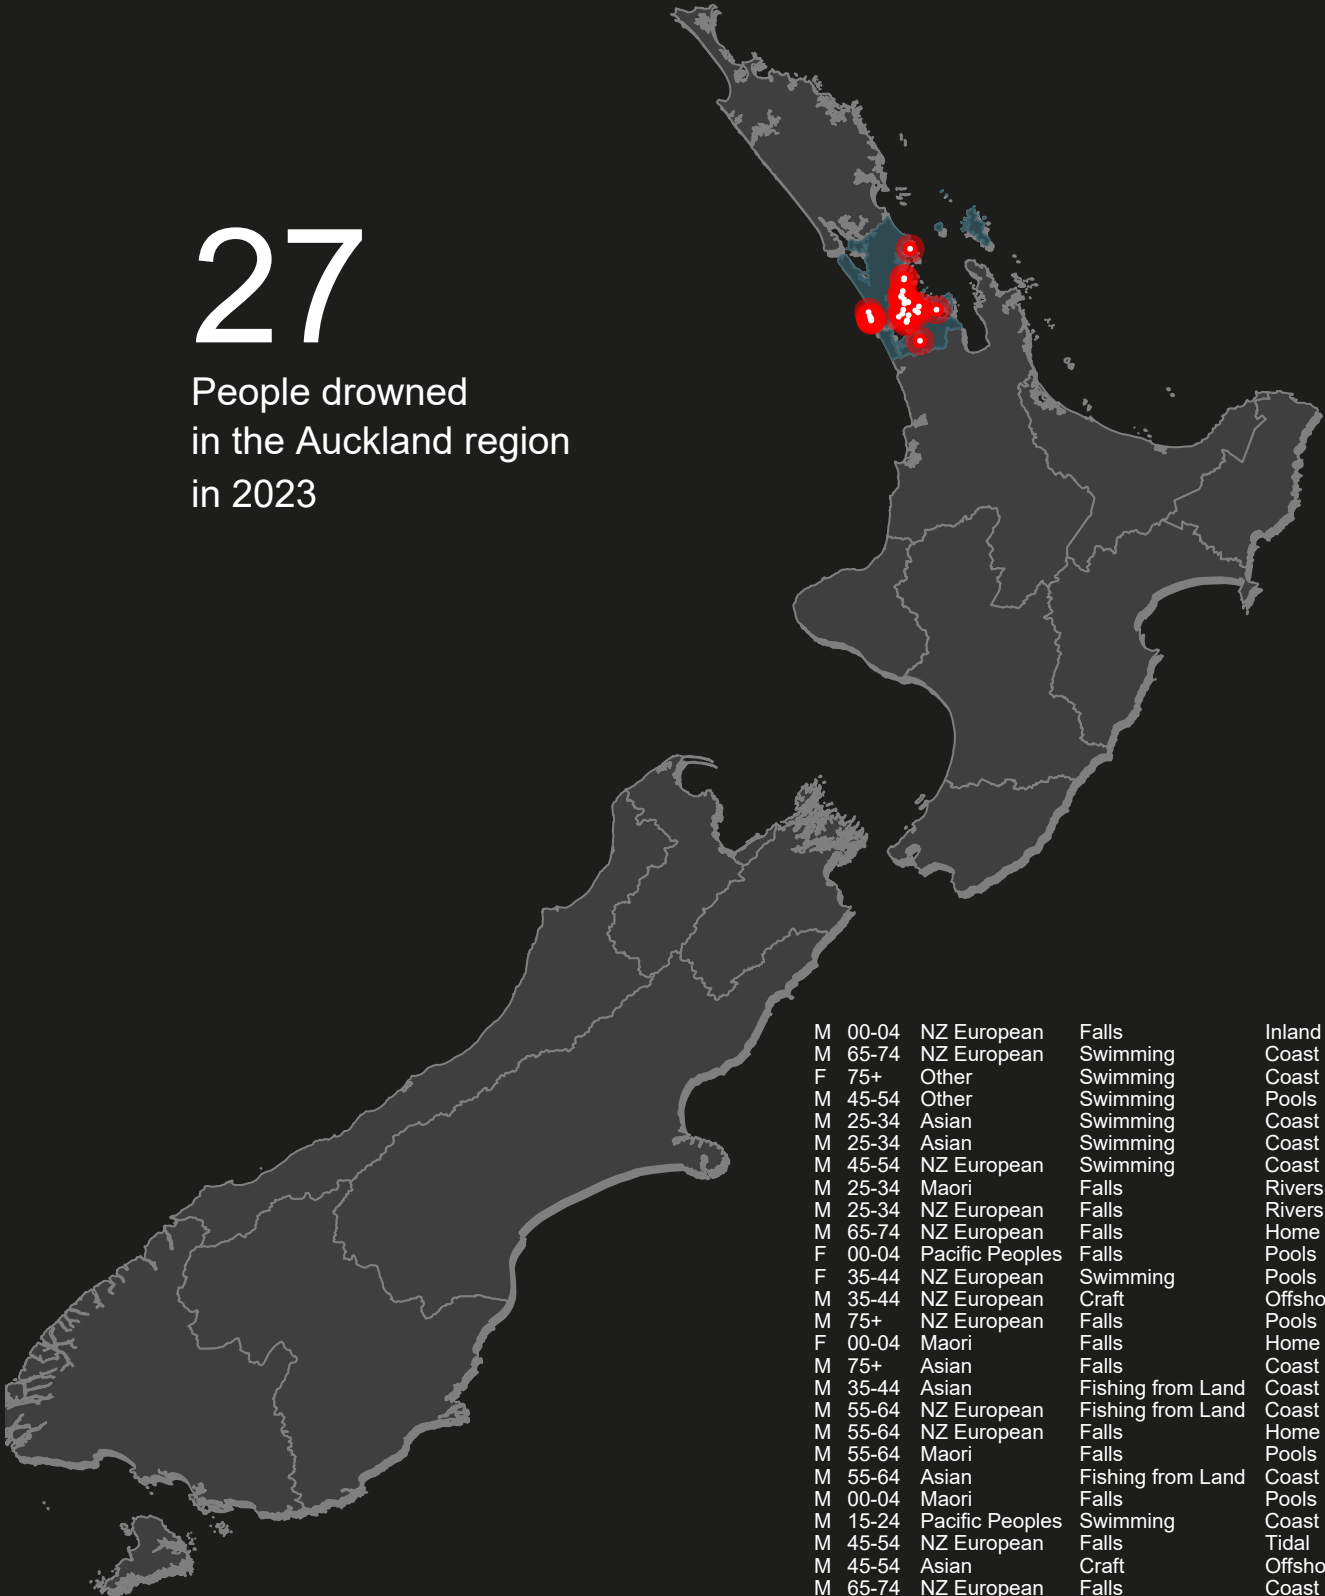 27
People drowned
in the Auckland region
in 2023
M 00-04 NZ European Falls Inland
M 65-74 NZ European Swimming Coast
F 75+ Other Swimming Coast
M 45-54 Other Swimming Pools
M 25-34 Asian Swimming Coast
M 25-34 Asian Swimming Coast
M 45-54 NZ European Swimming Coast
M 25-34 Maori Falls Rivers
M 25-34 NZ European Falls Rivers
M 65-74 NZ European Falls Home
F 00-04 Pacific Peoples Falls Pools
F 35-44 NZ European Swimming Pools
M 35-44 NZ European Craft Offsho
M 75+ NZ European Falls Pools
F 00-04 Maori Falls Home
M 75+ Asian Falls Coast
M 35-44 Asian Fishing from Land Coast
M 55-64 NZ European Fishing from Land Coast
M 55-64 NZ European Falls Home
M 55-64 Maori Falls Pools
M 55-64 Asian Fishing from Land Coast
M 00-04 Maori Falls Pools
M 15-24 Pacific Peoples Swimming Coast
M 45-54 NZ European Falls Tidal
M 45-54 Asian Craft Offsho
M 65-74 NZ European Falls Coast